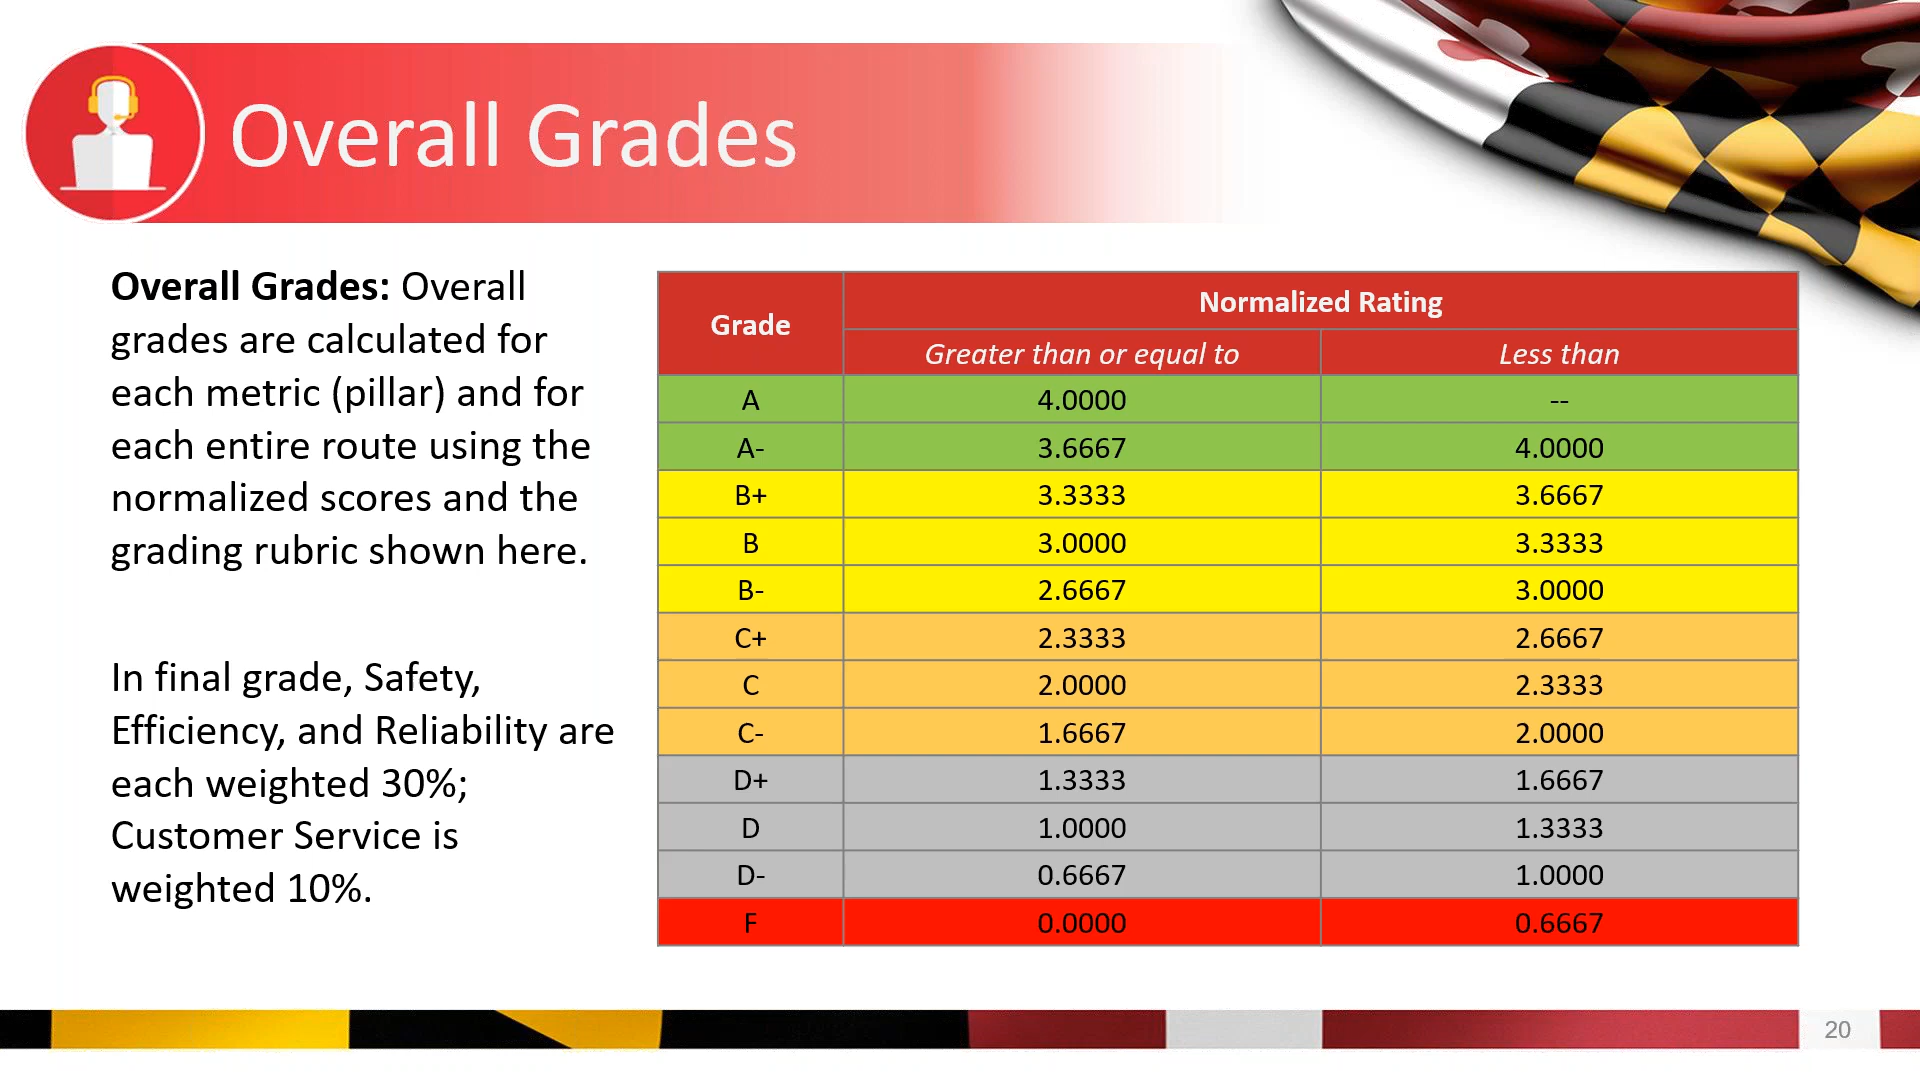 Overall Grades
Overall Grades: Overall
grades are calculated for
each metric (pillar) and for
each entire route using the
normalized scores and the
grading rubric shown here.
In final grade, Safety,
Efficiency, and Reliability are
each weighted 30%;
Customer Service is
weighted 10%.
Grade Normalized Rating
Greater than or equal to Less than
A 4.0000 --
A- 3.6667 4.0000
B+ 3.3333 3.6667
B 3.0000 3.3333
B- 2.6667 3.0000
C+ 2.3333 2.6667
C 2.0000 2.3333
C- 1.6667 2.0000
D+ 1.3333 1.6667
D 1.0000 1.3333
D- 0.6667 1.0000
F 0.0000 0.6667
20